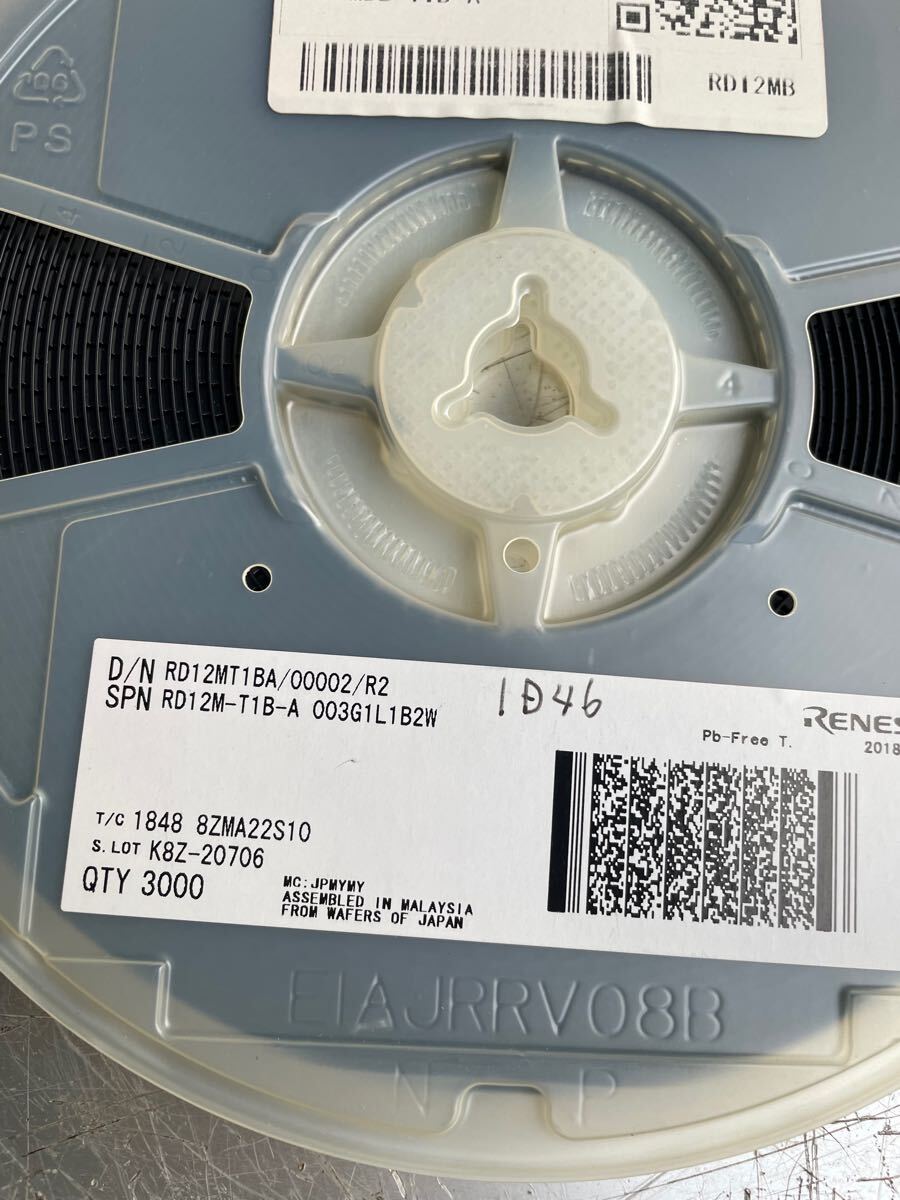 RD12MB
PS
D/N RD12MT1BA/00002/R2
SPN RD12M-T1B-A 003G1L1B2W
1D46
RENES
Pb-Free T.
2018
T/C 1848 8ZMA22S10
S. LOT K8Z-20706
QTY 3000
MC:JPMYMY
ASSEMBLED IN MALAYSIA
FROM WAFERS OF JAPAN
EIAJRRV08B
N P